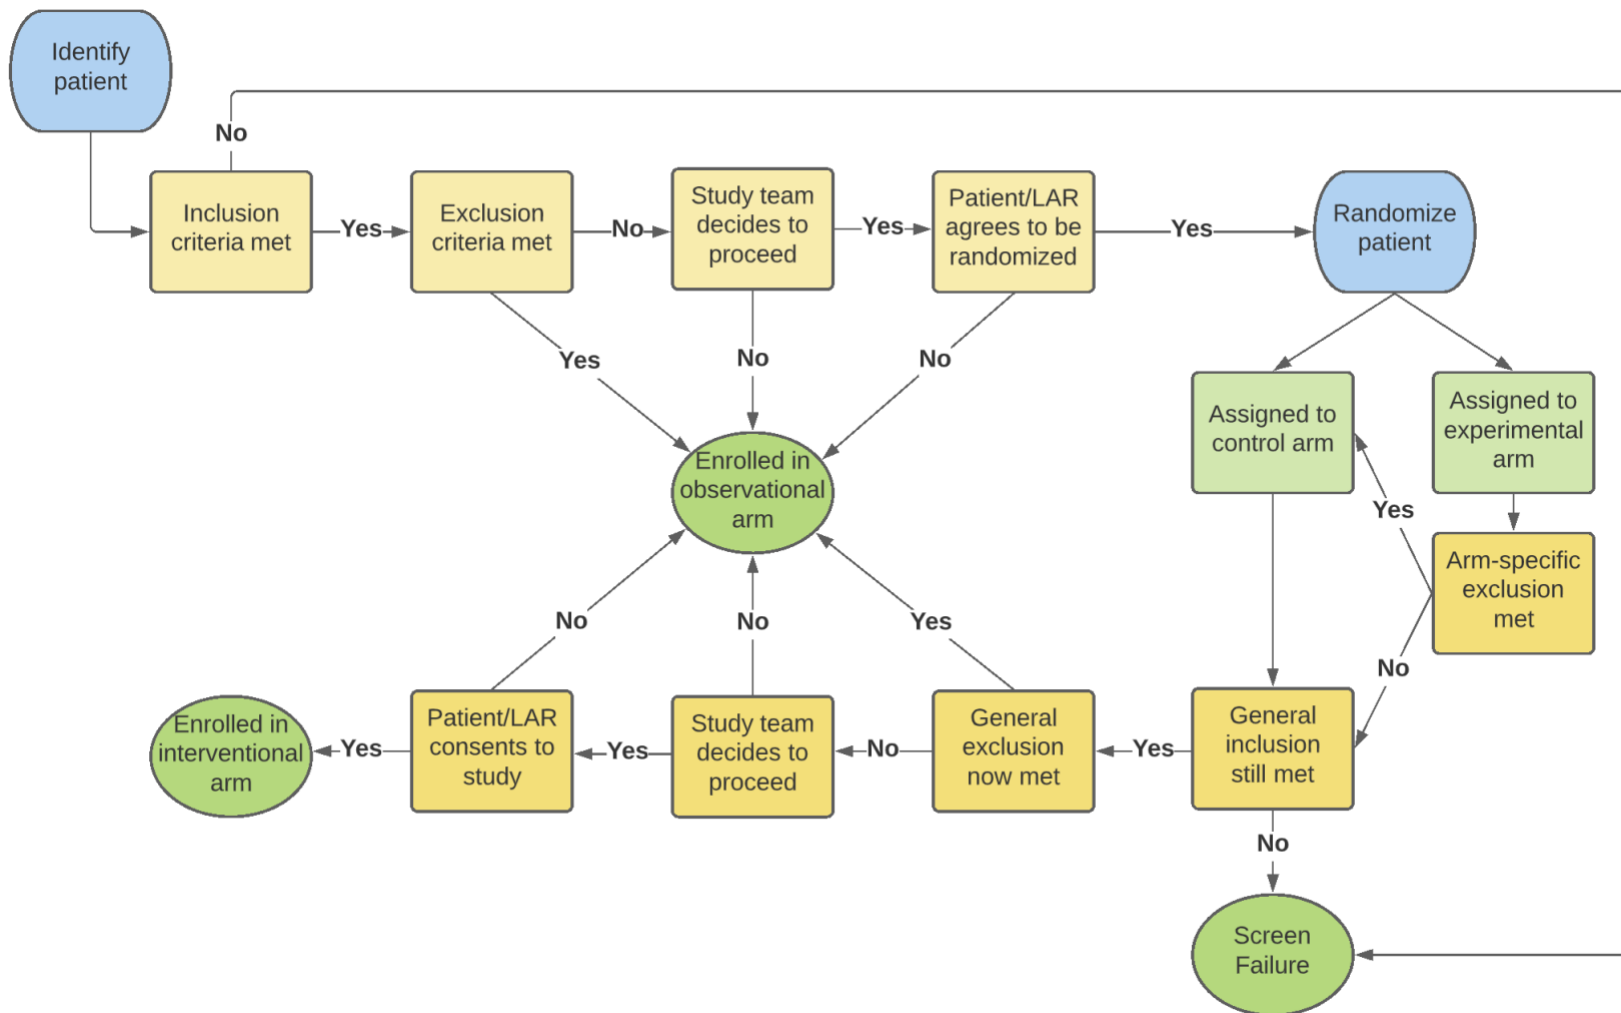 Identify
patient
No
Inclusion
criteria met
Yes
Exclusion
criteria met
No
Study team
decides to
proceed
Yes
Patient/LAR
agrees to be
randomized
Yes
Randomize
patient
Yes
No
No
Assigned to
control arm
Assigned to
experimental
arm
Enrolled in
observational
arm
Yes
Arm-specific
exclusion
met
No
No
Yes
No
Enrolled in
interventional
arm
Yes
Patient/LAR
consents to
study
Yes
Study team
decides to
proceed
No
General
exclusion
now met
Yes
General
inclusion
still met
No
Screen
Failure